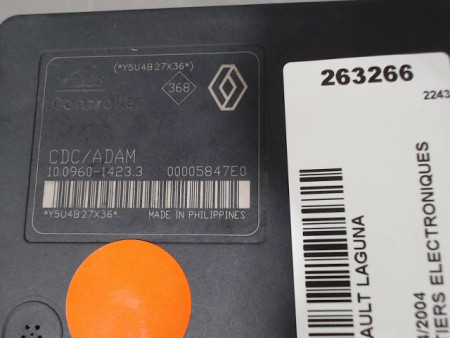 (*Y5U4B27X36*)
368
Controller
CDC/ADAM
10.0960-1423.3 00005847E0
*Y5U4B27X36*
MADE IN PHILIPPINES
263266
2243
AULT LAGUNA
/2004
TIERS ELECTRONIQUES